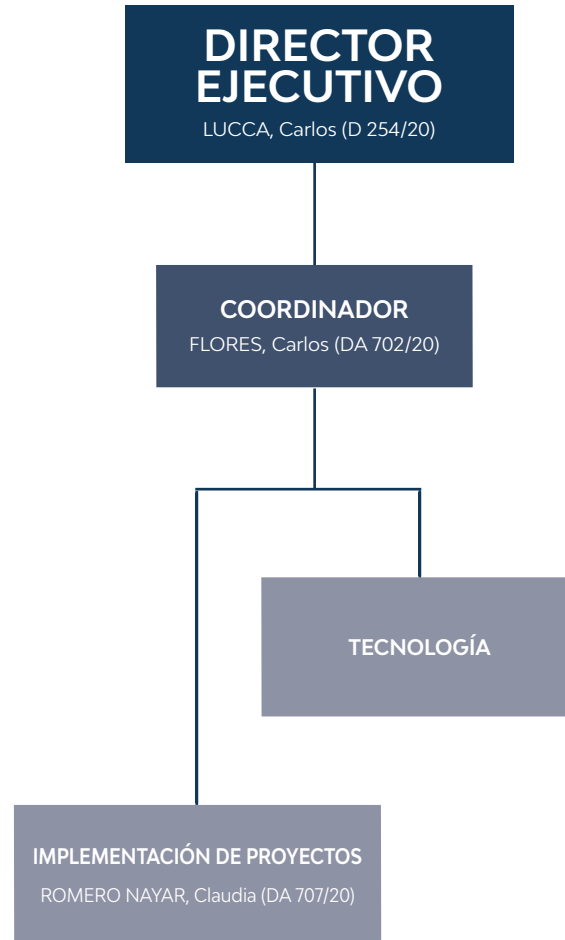 DIRECTOR
EJECUTIVO
LUCCA, Carlos (D 254/20)
COORDINADOR
FLORES, Carlos (DA 702/20)
TECNOLOGÍA
IMPLEMENTACIÓN DE PROYECTOS
ROMERO NAYAR, Claudia (DA 707/20)